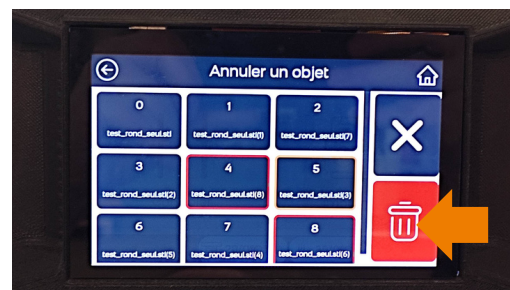 Annuler un objet
0
test_rond_seul.stl
1
test_rond_seul.stl(1)
2
test_rond_seul.stl(7)
3
test_rond_seul.stl(2)
4
test_rond_seul.stl(8)
5
test_rond_seul.stl(3)
6
test_rond_seul.stl(5)
7
test_rond_seul.stl(4)
8
test_rond_seul.stl(6)